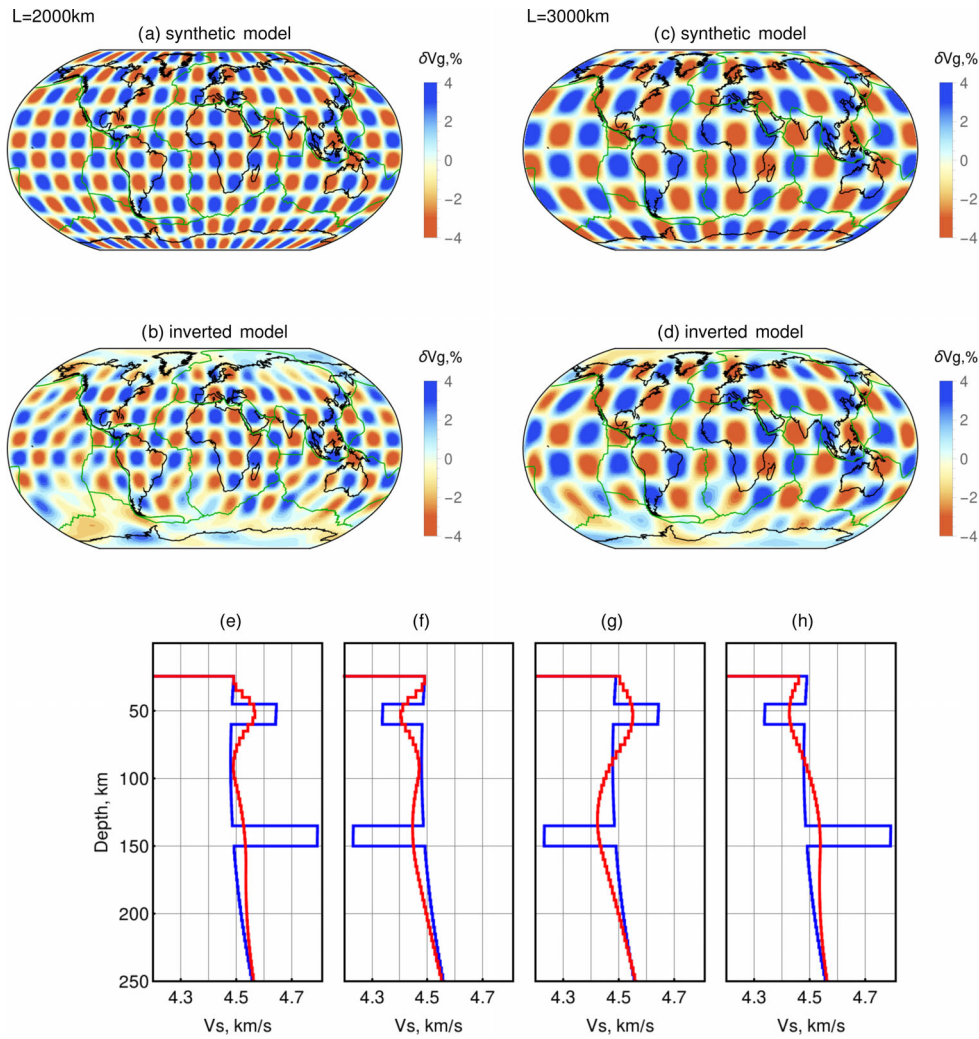 L=2000km
L=3000km
(a) synthetic model
(c) synthetic model
δVg,%
4
2
0
−2
−4
δVg,%
4
2
0
−2
−4
(b) inverted model
(d) inverted model
δVg,%
4
2
0
−2
−4
δVg,%
4
2
0
−2
−4
(e)
(f)
(g)
(h)
50
100
150
200
250
Depth, km
4.3 4.5 4.7
4.3 4.5 4.7
4.3 4.5 4.7
4.3 4.5 4.7
Vs, km/s
Vs, km/s
Vs, km/s
Vs, km/s